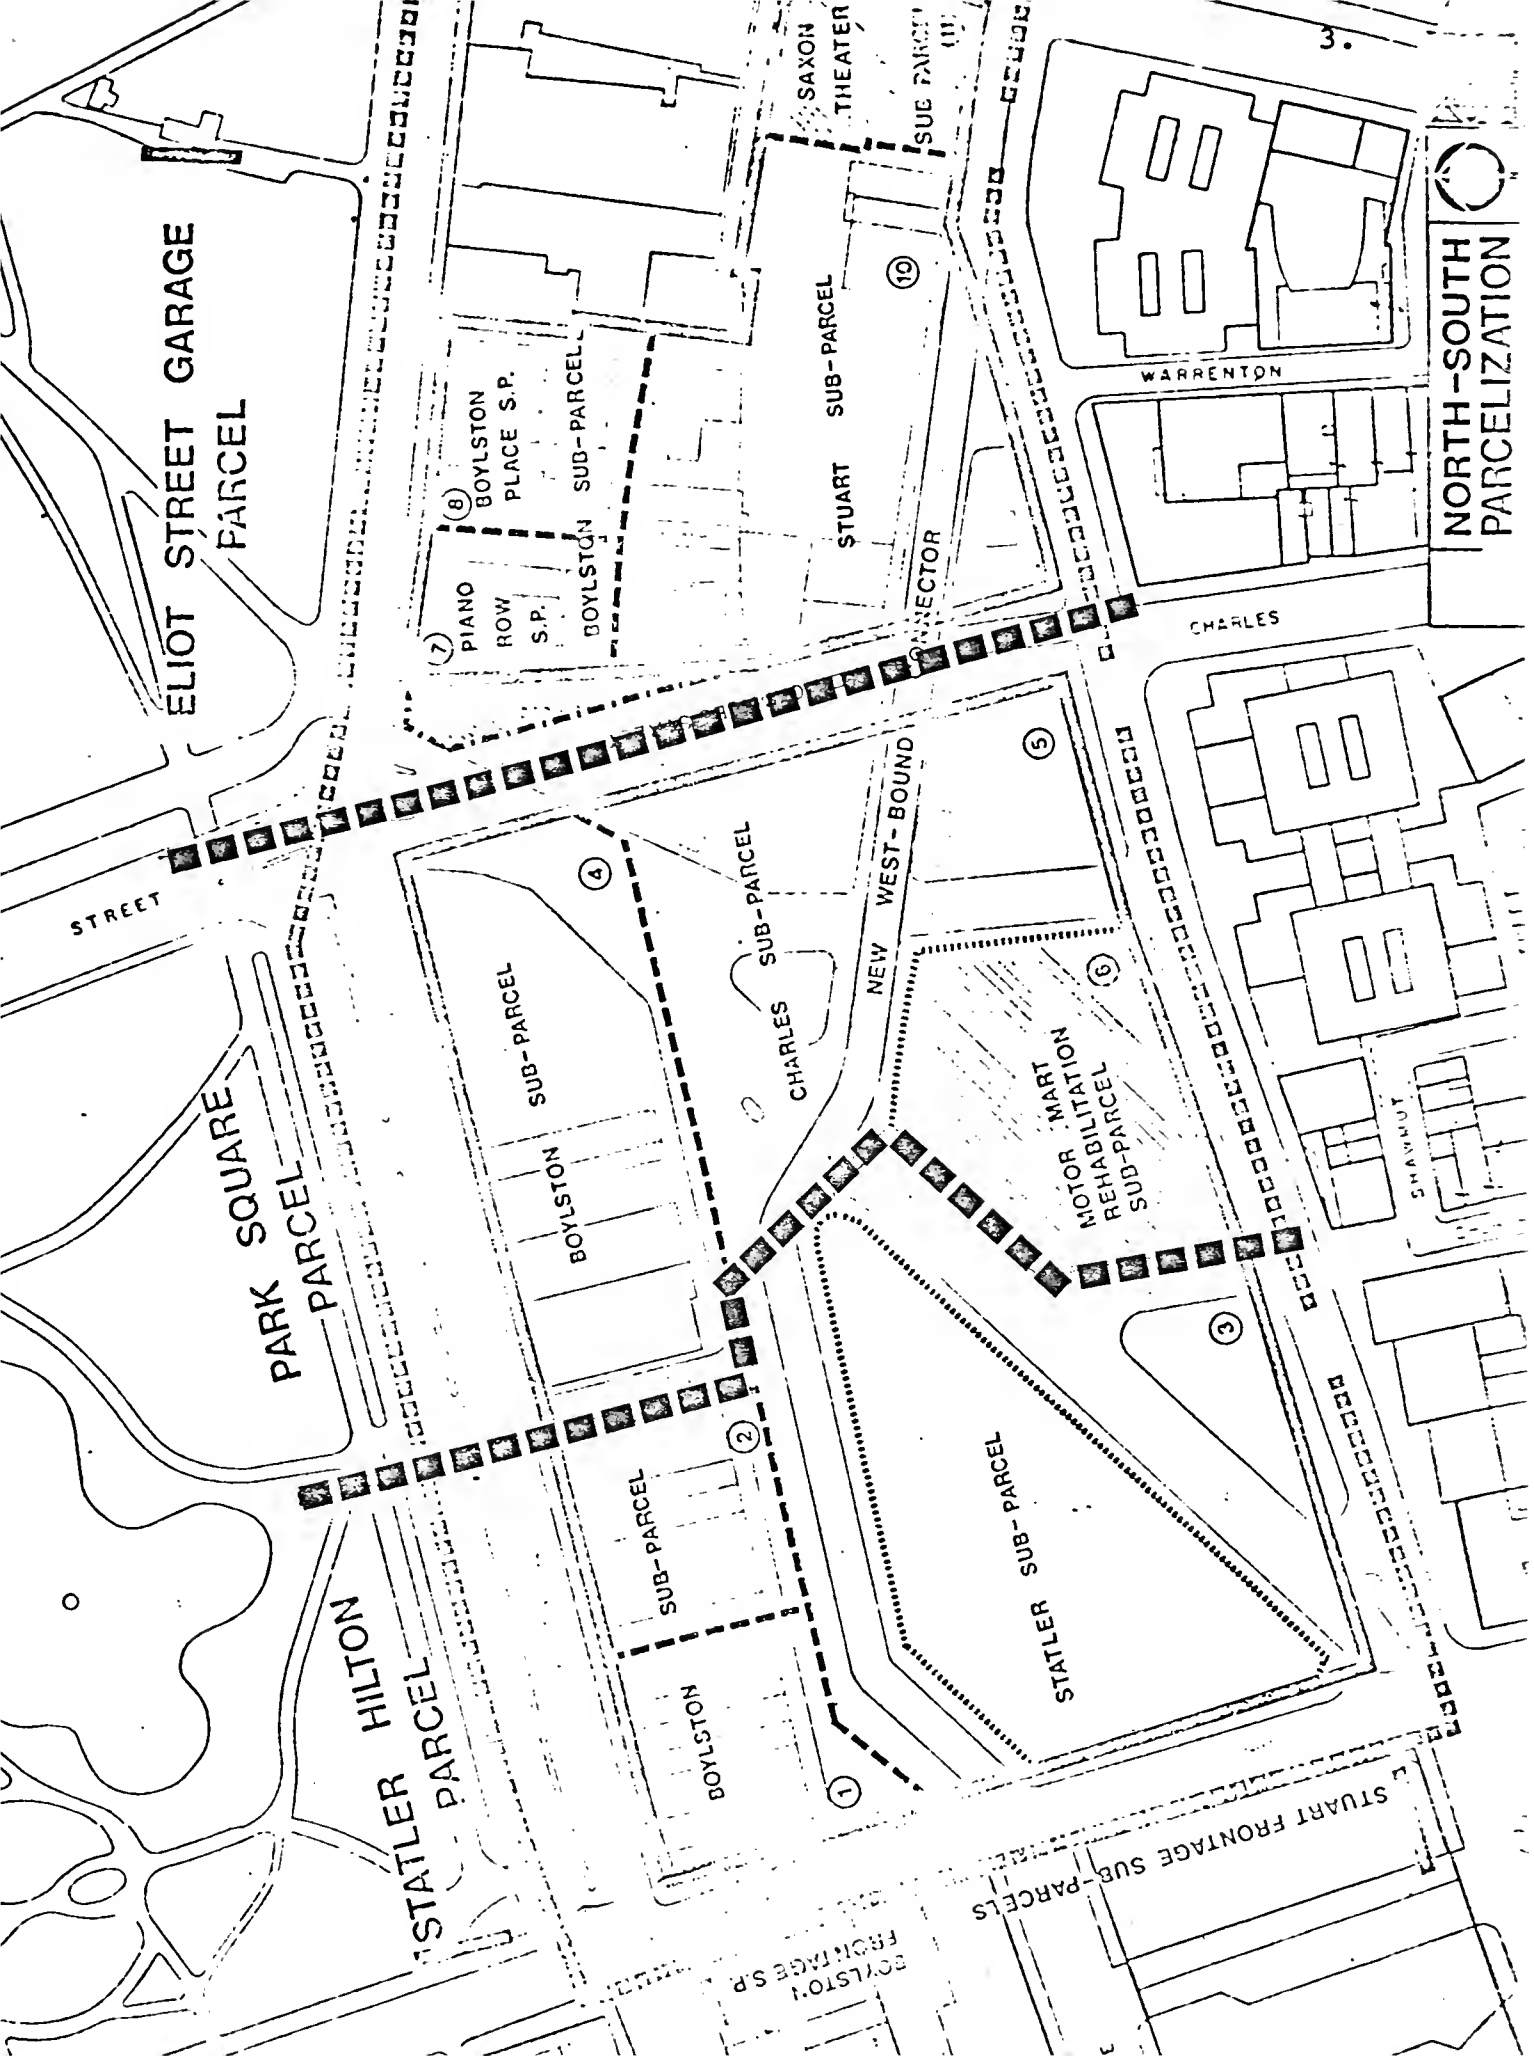 3.
ELIOT STREET GARAGE
PARCEL
SAXON
THEATER
SUB PARCEL
(11)
8
BOYLSTON
PLACE S.P.
7
PIANO
ROW
S.P.
BOYLSTON SUB-PARCEL
STUART SUB-PARCEL
10
WARRENTON
CHARLES
STREET
NEW WEST-BOUND CONNECTOR
PARK SQUARE
PARCEL
PARCEL
4
BOYLSTON SUB-PARCEL
CHARLES SUB-PARCEL
5
6
MOTOR MART
REHABILITATION
SUB-PARCEL
SHAWMUT
STATLER HILTON
PARCEL
PARCEL
2
BOYLSTON SUB-PARCEL
1
3
STATLER SUB-PARCEL
STUART FRONTAGE SUB-PARCELS
BOYLSTON
FRONTAGE S.P.
NORTH-SOUTH
PARCELIZATION
N